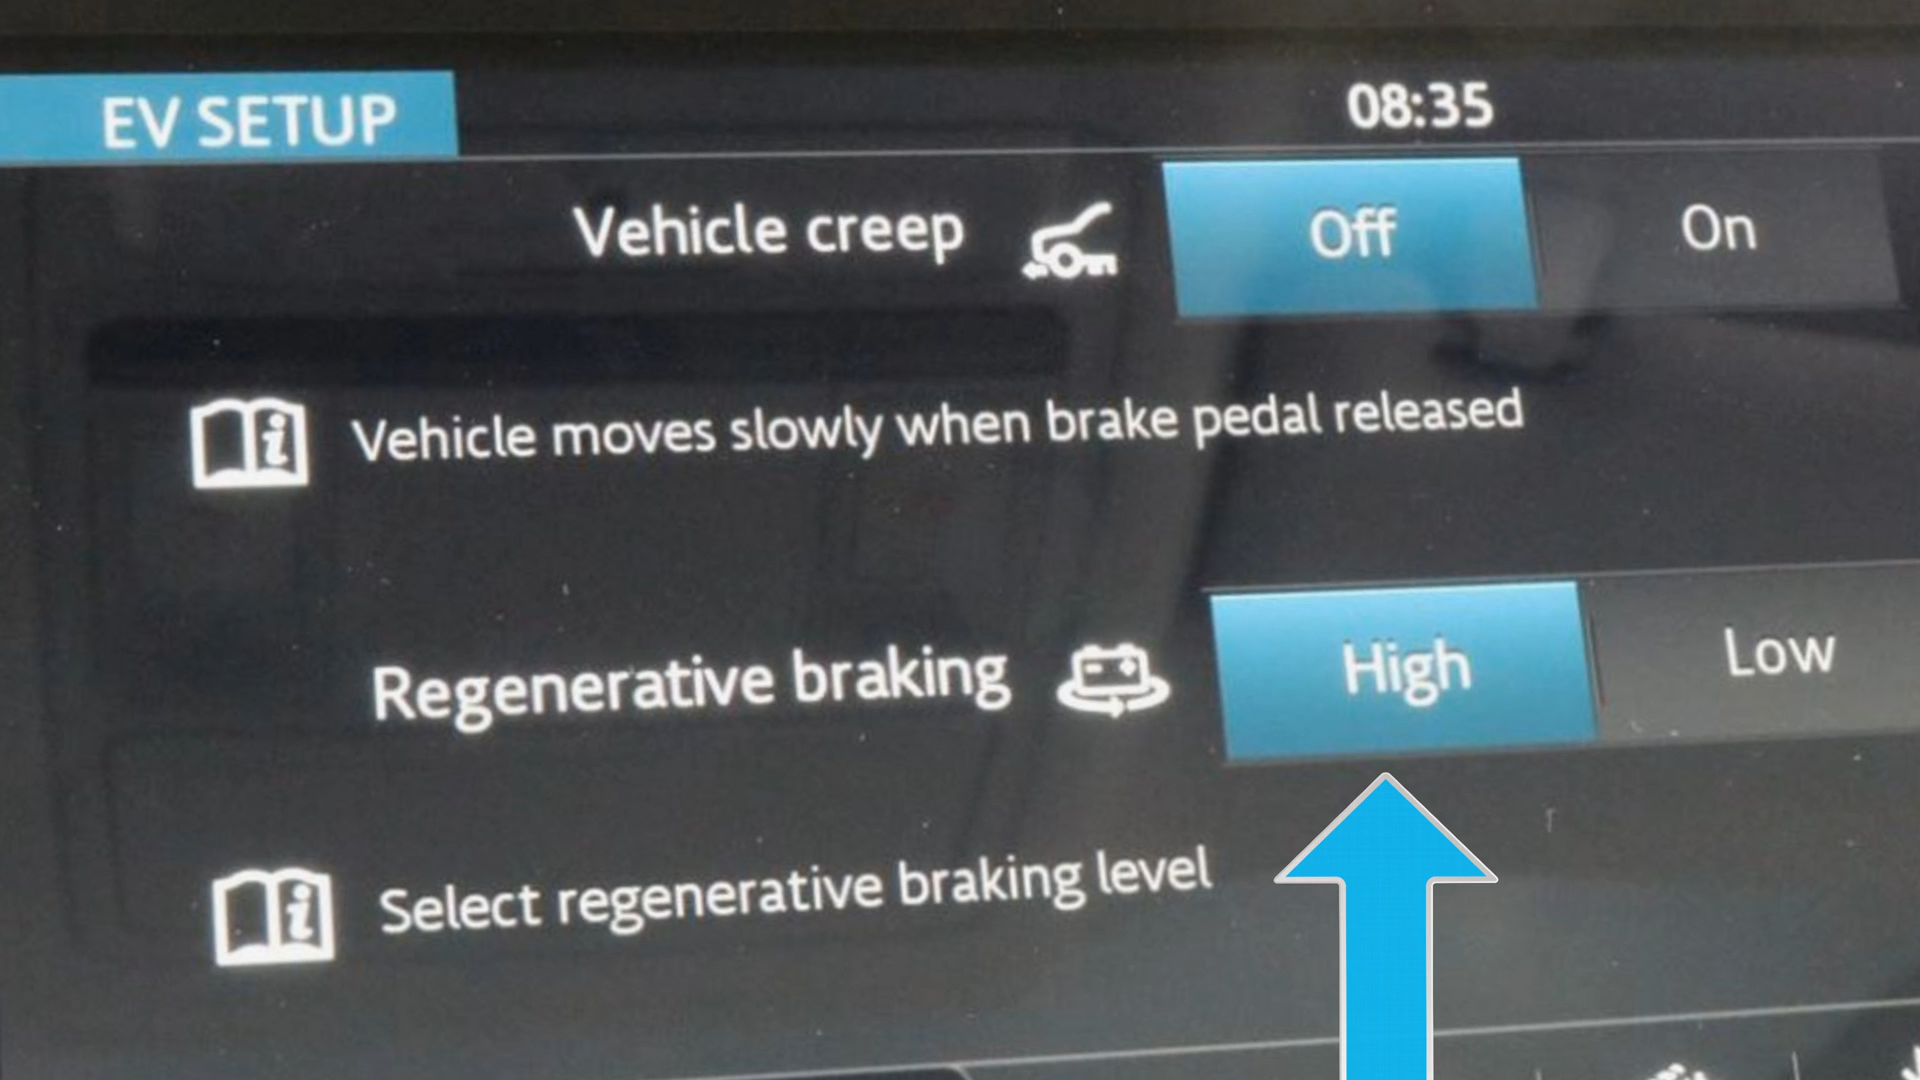 EV SETUP
08:35
Vehicle creep
Off
On
Vehicle moves slowly when brake pedal released
Regenerative braking
High
Low
Select regenerative braking level